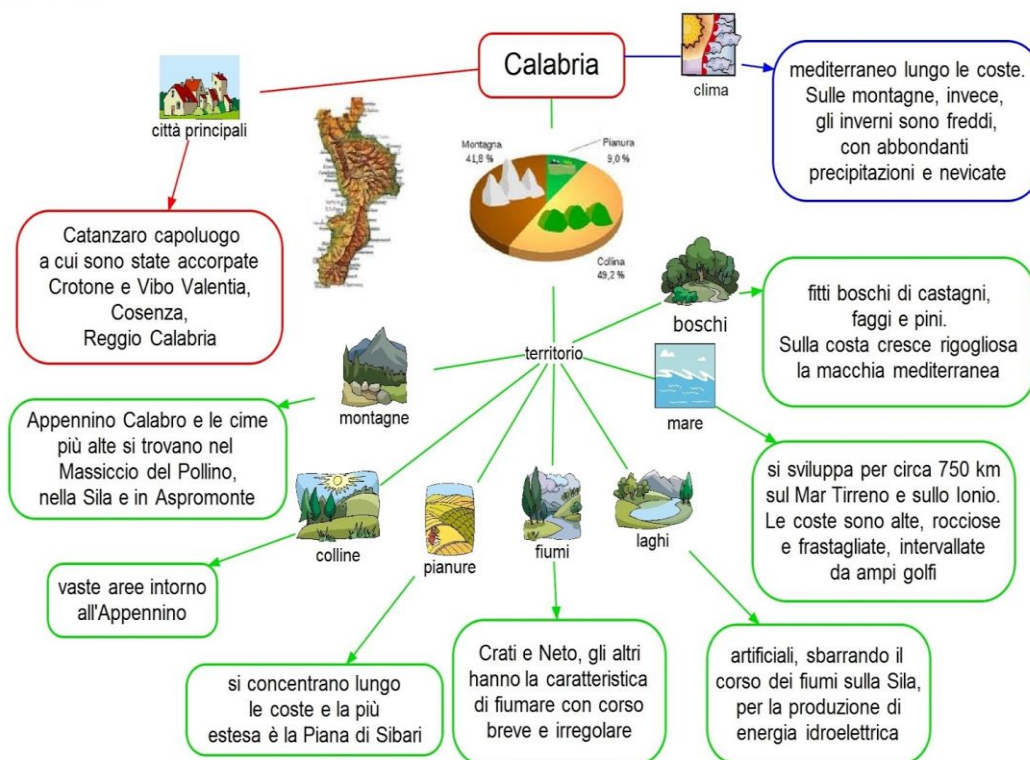 Calabria
clima
mediterraneo lungo le coste.
Sulle montagne, invece,
gli inverni sono freddi,
con abbondanti
precipitazioni e nevicate
città principali
Catanzaro capoluogo
a cui sono state accorpate
Crotone e Vibo Valentia,
Cosenza,
Reggio Calabria
Montagna
41,8 %
Pianura
9,0 %
Collina
49,2 %
territorio
boschi
fitti boschi di castagni,
faggi e pini.
Sulla costa cresce rigogliosa
la macchia mediterranea
mare
si sviluppa per circa 750 km
sul Mar Tirreno e sullo Ionio.
Le coste sono alte, rocciose
e frastagliate, intervallate
da ampi golfi
montagne
Appennino Calabro e le cime
più alte si trovano nel
Massiccio del Pollino,
nella Sila e in Aspromonte
colline
vaste aree intorno
all'Appennino
pianure
si concentrano lungo
le coste e la più
estesa è la Piana di Sibari
fiumi
Crati e Neto, gli altri
hanno la caratteristica
di fiumare con corso
breve e irregolare
laghi
artificiali, sbarrando il
corso dei fiumi sulla Sila,
per la produzione di
energia idroelettrica